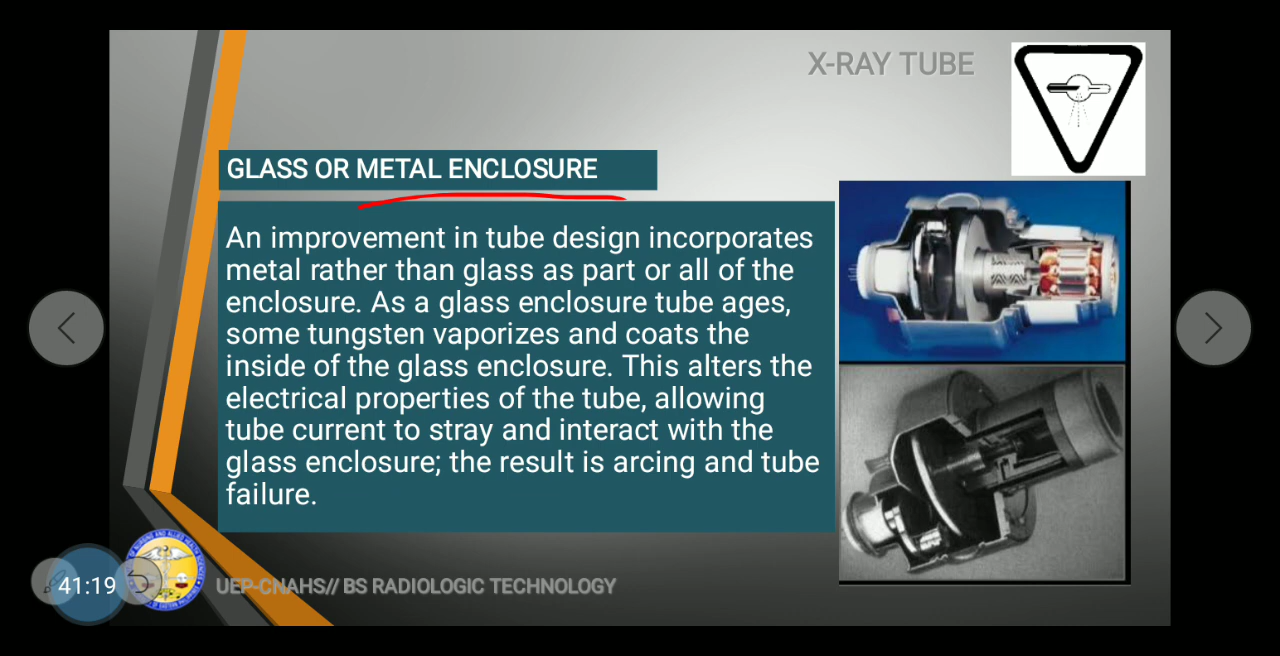 X-RAY TUBE
GLASS OR METAL ENCLOSURE
An improvement in tube design incorporates
metal rather than glass as part or all of the
enclosure. As a glass enclosure tube ages,
some tungsten vaporizes and coats the
inside of the glass enclosure. This alters the
electrical properties of the tube, allowing
tube current to stray and interact with the
glass enclosure; the result is arcing and tube
failure.
41:19
UEP-CNAHS// BS RADIOLOGIC TECHNOLOGY